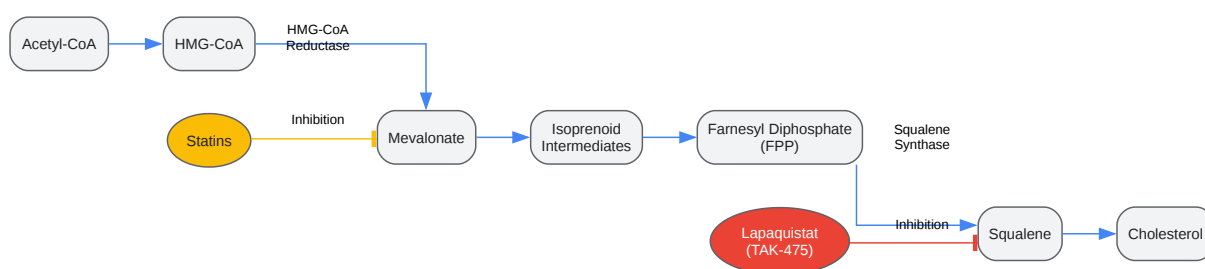 Acetyl-CoA
HMG-CoA
HMG-CoA
Reductase
Statins
Inhibition
Mevalonate
Isoprenoid
Intermediates
Farnesyl Diphosphate
(FPP)
Squalene
Synthase
Lapaquistat
(TAK-475)
Inhibition
Squalene
Cholesterol